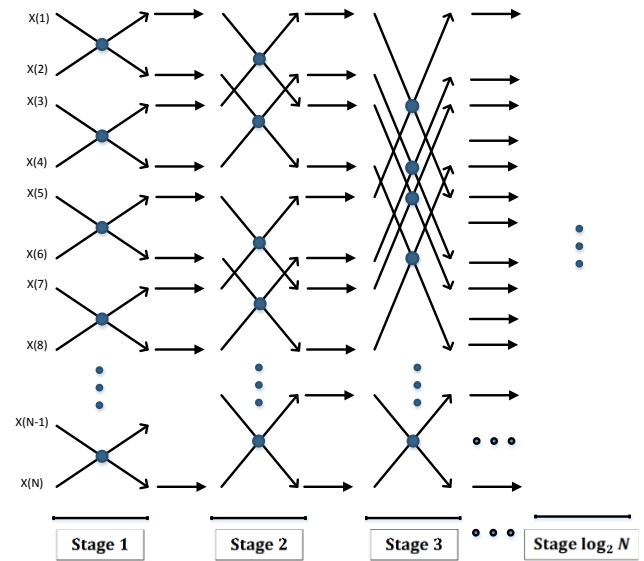 X(1)
X(2)
X(3)
X(4)
X(5)
X(6)
X(7)
X(8)
X(N-1)
X(N)
Stage 1
Stage 2
Stage 3
Stage log₂ N